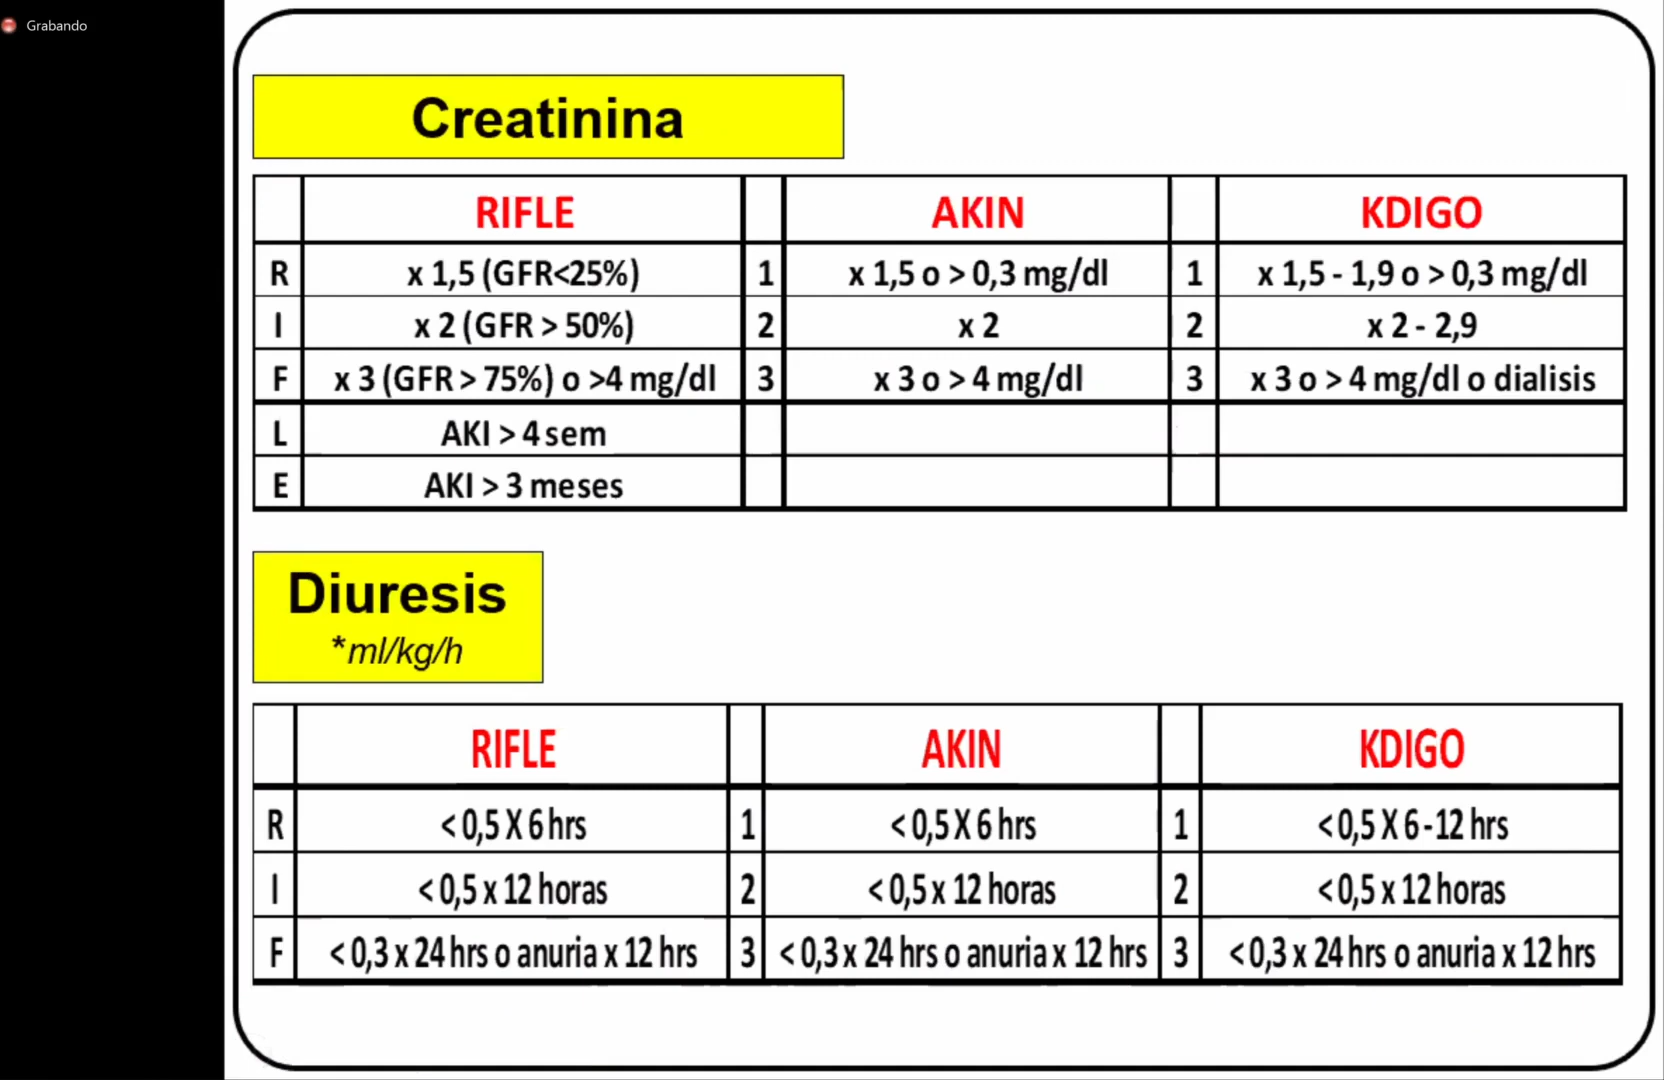 Grabando
Creatinina
RIFLE AKIN KDIGO
R x 1,5 (GFR<25%) 1 x 1,5 o > 0,3 mg/dl 1 x 1,5 - 1,9 o > 0,3 mg/dl
I x 2 (GFR > 50%) 2 x 2 2 x 2 - 2,9
F x 3 (GFR > 75%) o >4 mg/dl 3 x 3 o > 4 mg/dl 3 x 3 o > 4 mg/dl o dialisis
L AKI > 4 sem
E AKI > 3 meses
Diuresis
*ml/kg/h
RIFLE AKIN KDIGO
R < 0,5 X 6 hrs 1 < 0,5 X 6 hrs 1 < 0,5 X 6 - 12 hrs
I < 0,5 x 12 horas 2 < 0,5 x 12 horas 2 < 0,5 x 12 horas
F < 0,3 x 24 hrs o anuria x 12 hrs 3 < 0,3 x 24 hrs o anuria x 12 hrs 3 < 0,3 x 24 hrs o anuria x 12 hrs